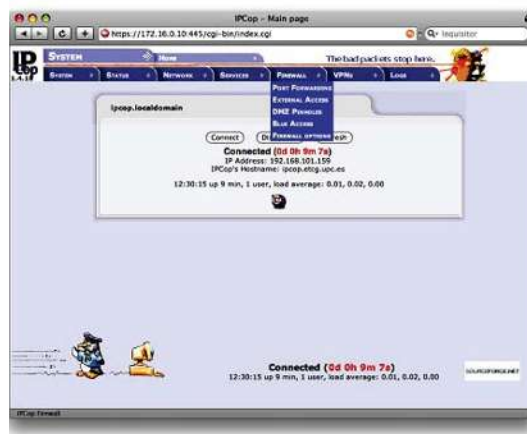 IPCop - Main page
https://172.16.0.10:445/cgi-bin/index.cgi
Inquisitor
IP
Cop
SYSTEM
Home
The bad packets stop here.
SYSTEM
STATUS
NETWORK
SERVICES
FIREWALL
VPNS
LOGS
PORT FORWARDING
EXTERNAL ACCESS
DMZ PINHOLES
BLUE ACCESS
FIREWALL OPTIONS
ipcop.localdomain
Connect
Connected (0d 0h 9m 7s)
IP Address: 192.168.101.159
IPCop's Hostname: ipcop.etcg.upc.es
12:30:15 up 9 min, 1 user, load average: 0.01, 0.02, 0.00
Connected (0d 0h 9m 7s)
12:30:15 up 9 min, 1 user, load average: 0.01, 0.02, 0.00
SOURCEFORGE.NET
IPCop Firewall